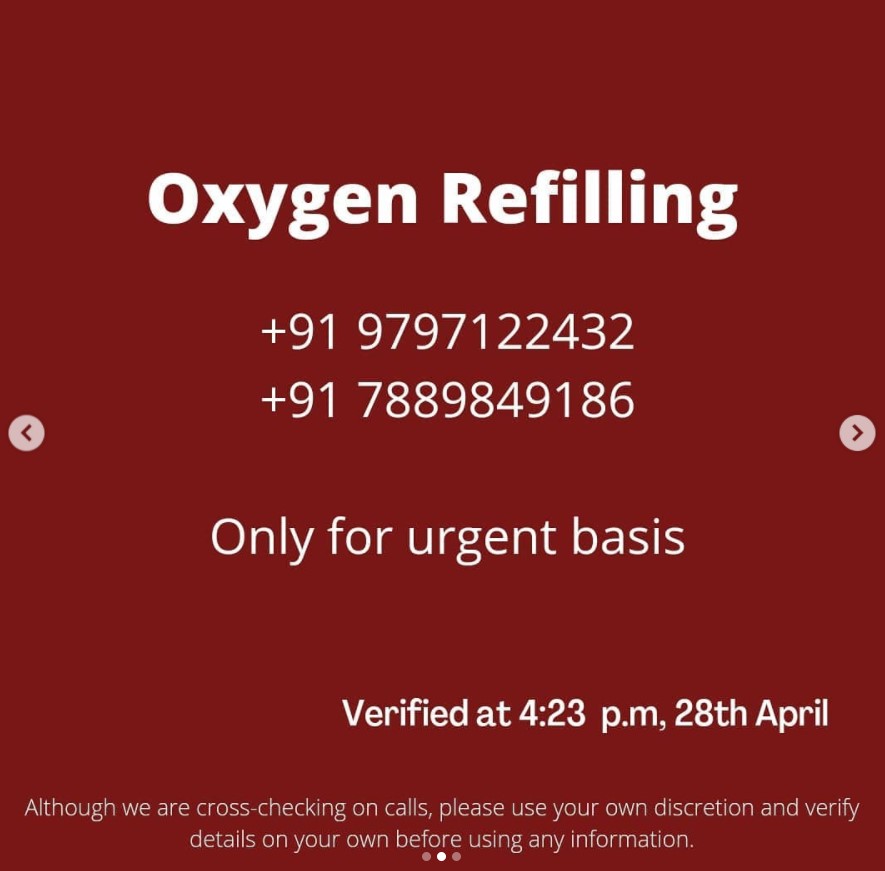 Oxygen Refilling
+91 9797122432
+91 7889849186
Only for urgent basis
Verified at 4:23 p.m, 28th April
Although we are cross-checking on calls, please use your own discretion and verify
details on your own before using any information.